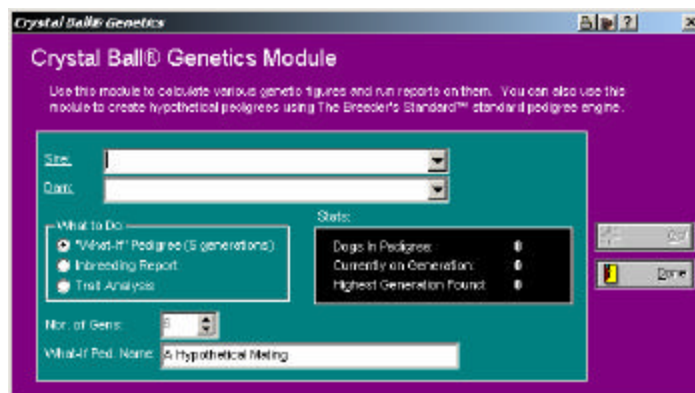 Crystal Ball® Genetics
?
Crystal Ball® Genetics Module
Use this module to calculate various genetic figures and run reports on them. You can also use this
module to create hypothetical pedigrees using The Breeder's Standard™ standard pedigree engine.
Sire:
Dam:
What to Do:
"What-If" Pedigree (5 generations)
Inbreeding Report
Trait Analysis
Stats:
Dogs In Pedigree: 0
Currently on Generation: 0
Highest Generation Found: 0
Done
Nbr. of Gens:
What-If Ped. Name: A Hypothetical Mating